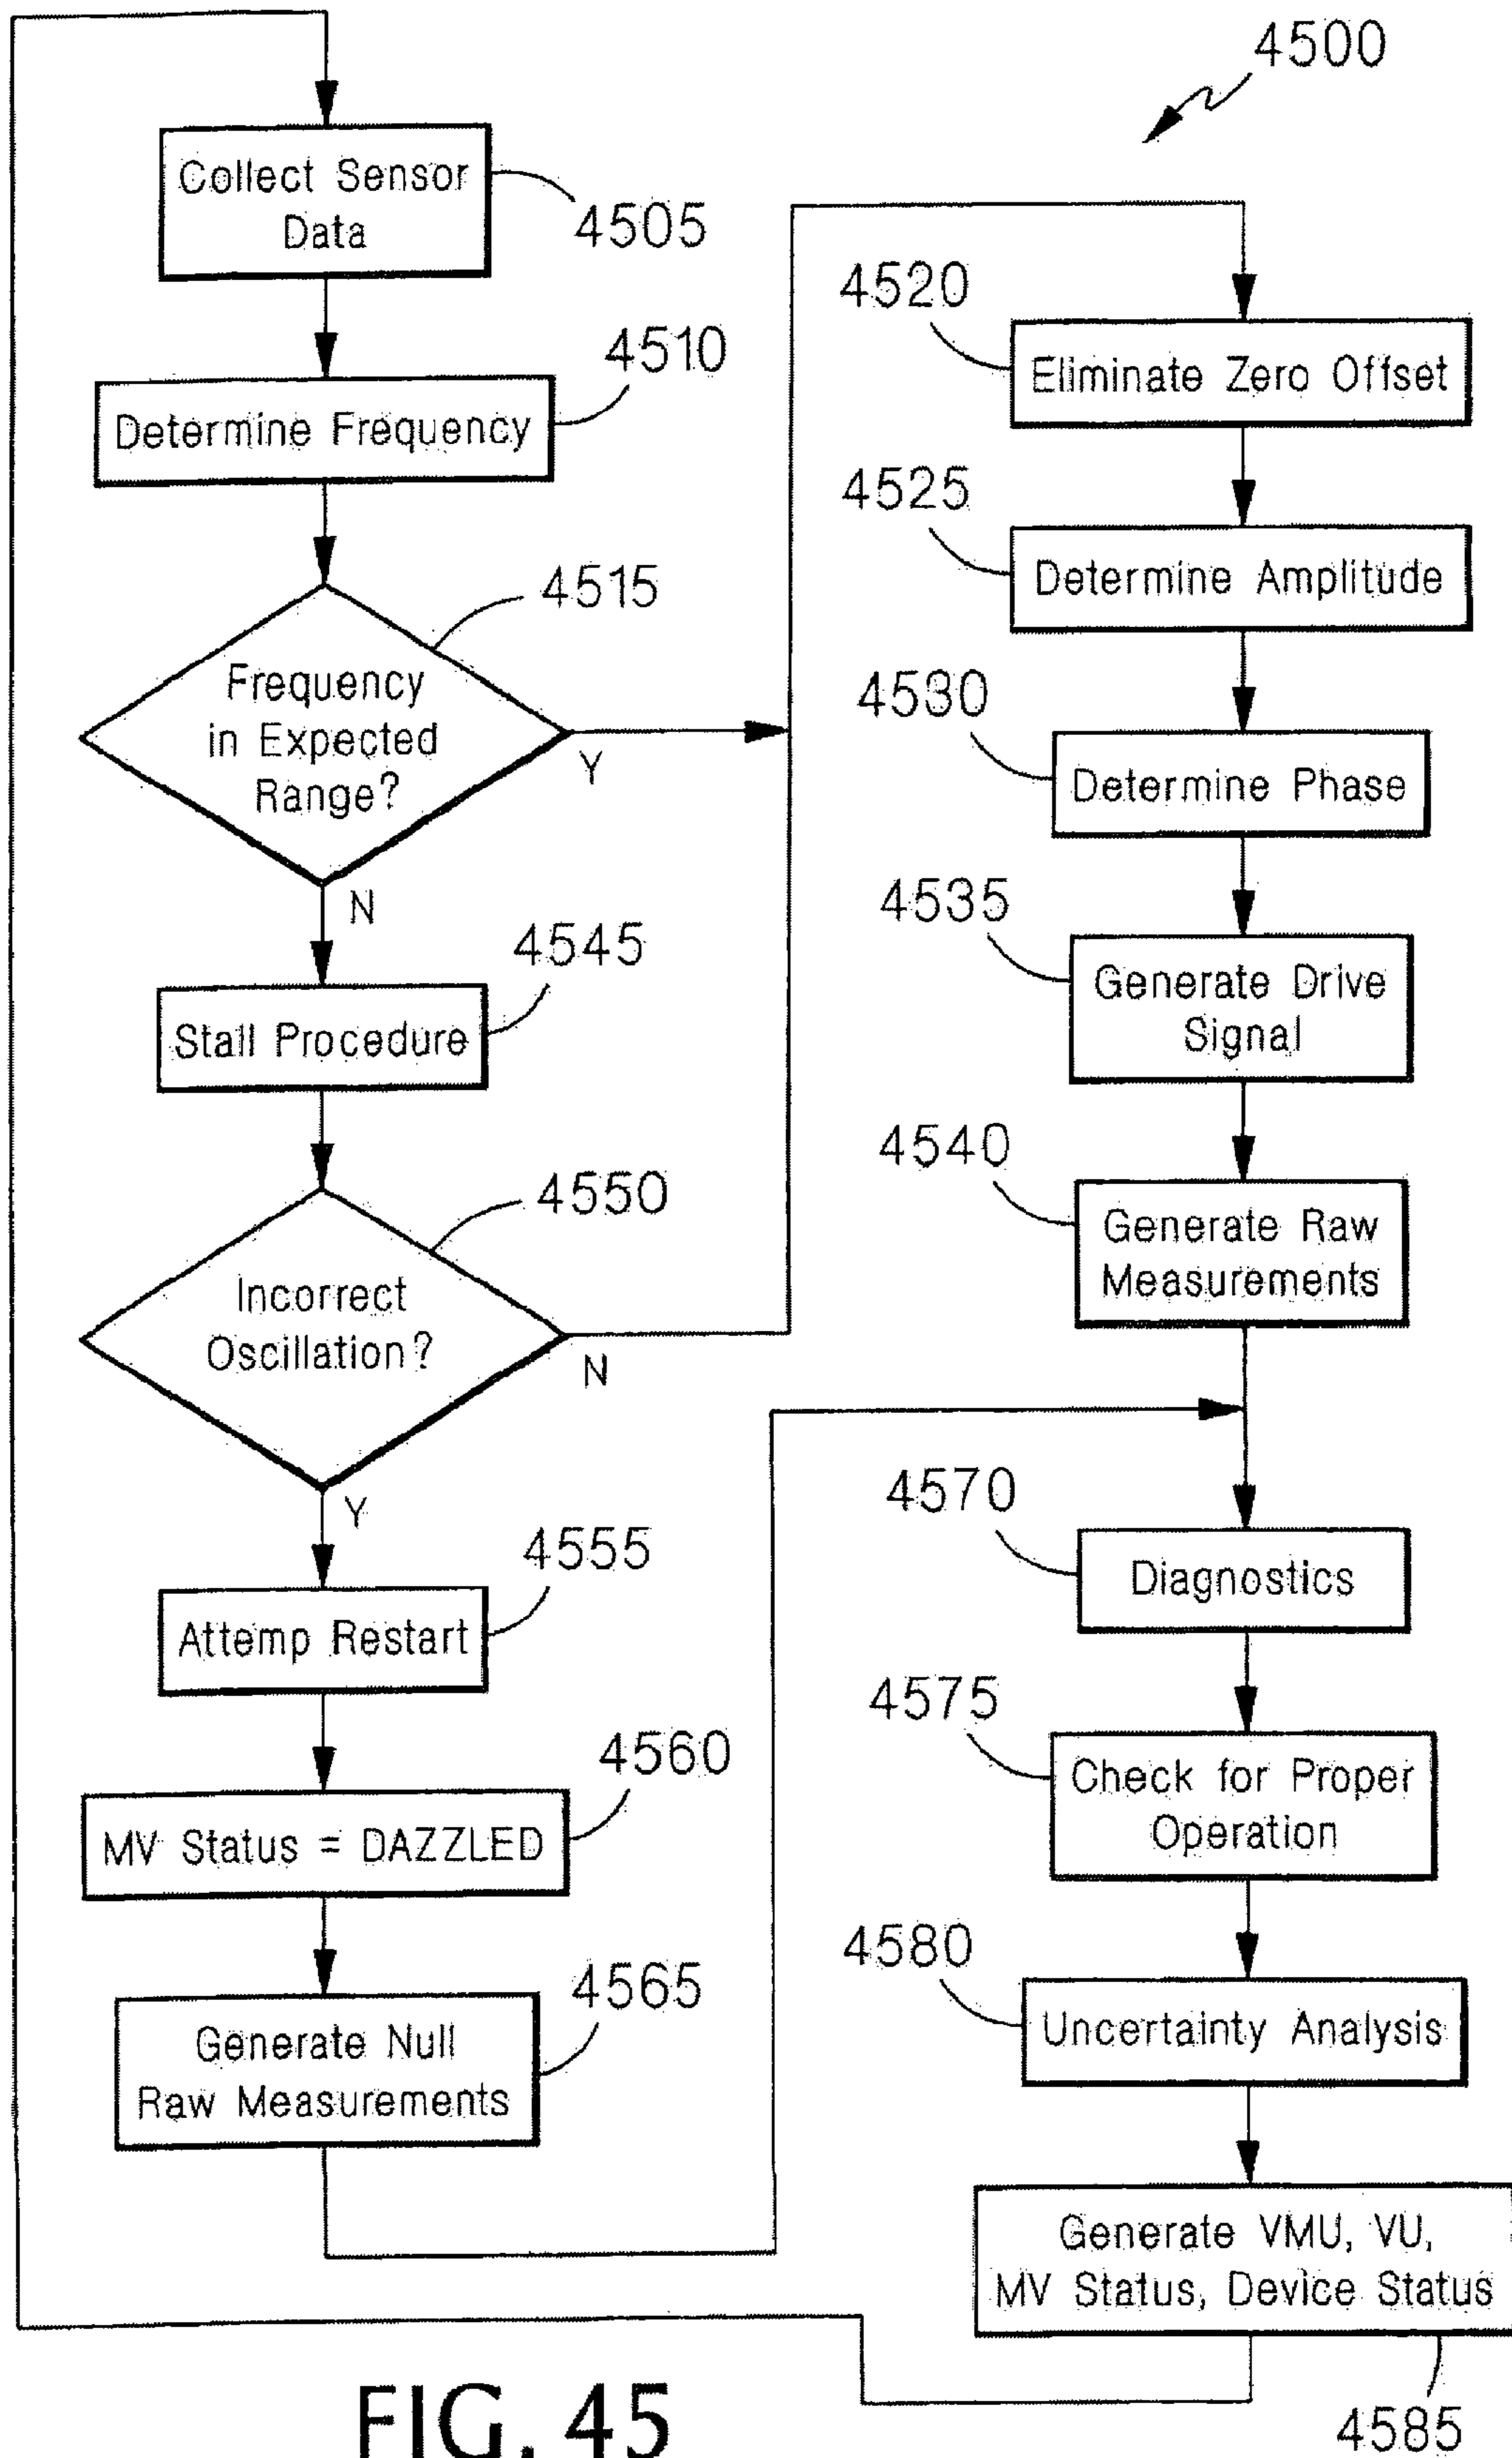 4500
Collect Sensor
Data
4505
Determine Frequency
4510
Frequency
in Expected
Range?
4515
Y
N
Stall Procedure
4545
Incorrect
Oscillation?
4550
N
Y
Attemp Restart
4555
MV Status = DAZZLED
4560
Generate Null
Raw Measurements
4565
4520
Eliminate Zero Offset
4525
Determine Amplitude
4530
Determine Phase
4535
Generate Drive
Signal
4540
Generate Raw
Measurements
4570
Diagnostics
4575
Check for Proper
Operation
4580
Uncertainty Analysis
Generate VMU, VU,
MV Status, Device Status
4585
FIG. 45